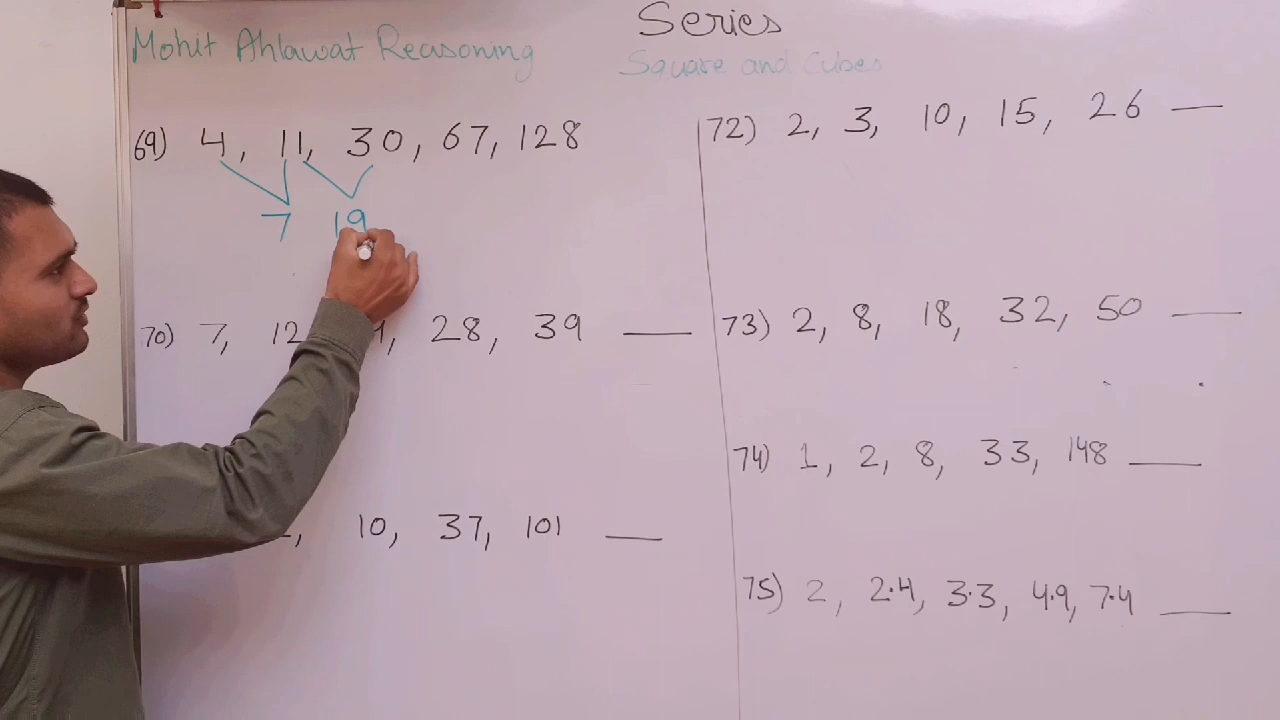 Series
Mohit Ahlawat Reasoning
Square and Cubes
69) 4, 11, 30, 67, 128
7 19
70) 7, 12 28, 39 ___
10, 37, 101 ___
72) 2, 3, 10, 15, 26 ___
73) 2, 8, 18, 32, 50 ___
74) 1, 2, 8, 33, 148 ___
75) 2, 2.4, 3.3, 4.9, 7.4 ___